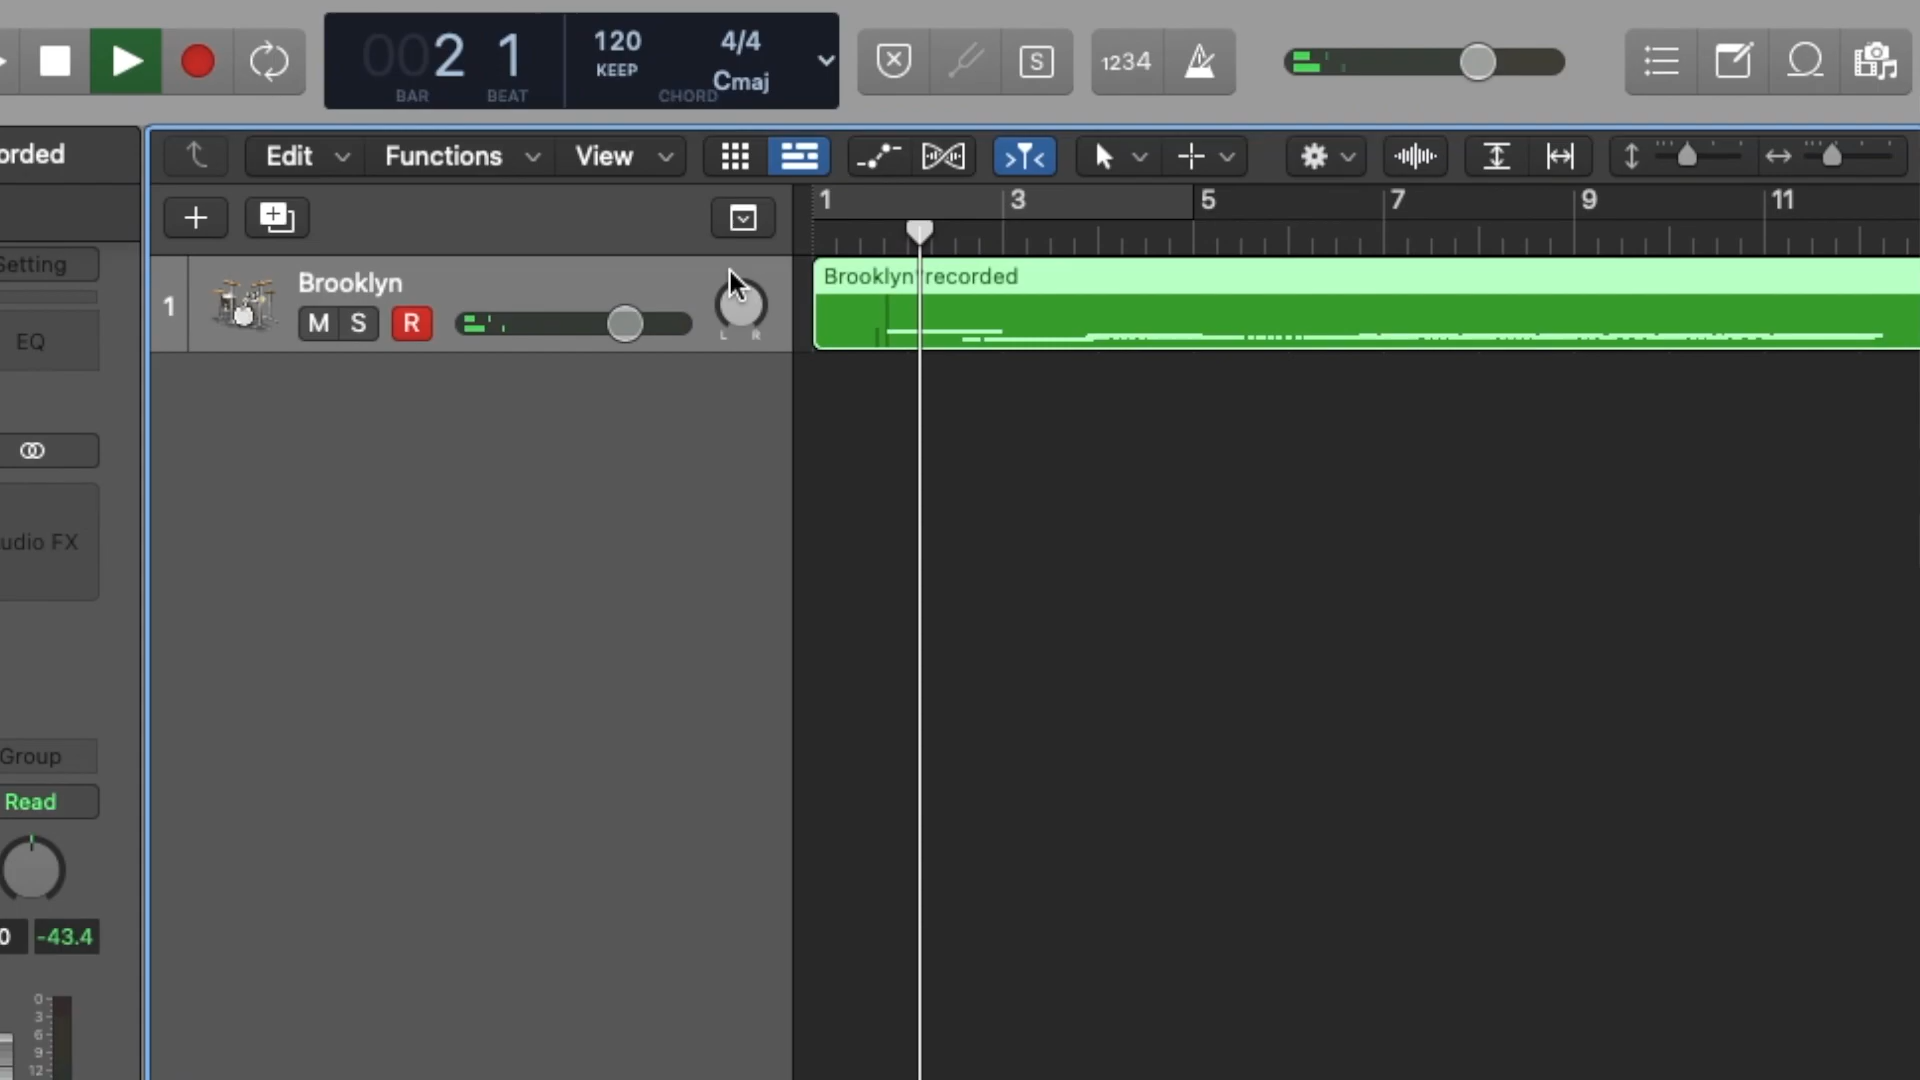 002 1
BAR BEAT
120
KEEP
4/4
Cmaj
CHORD
S
1234
orded
Edit Functions View
1 3 5 7 9 11
Setting
EQ
1
Brooklyn
M S R
L R
Brooklyn recorded
udio FX
Group
Read
0 -43.4
0
3
6
9
12